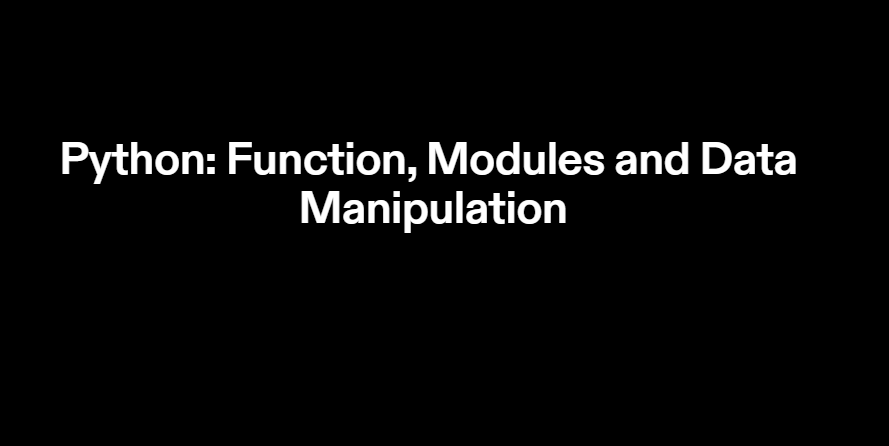 Python: Function, Modules and Data
Manipulation